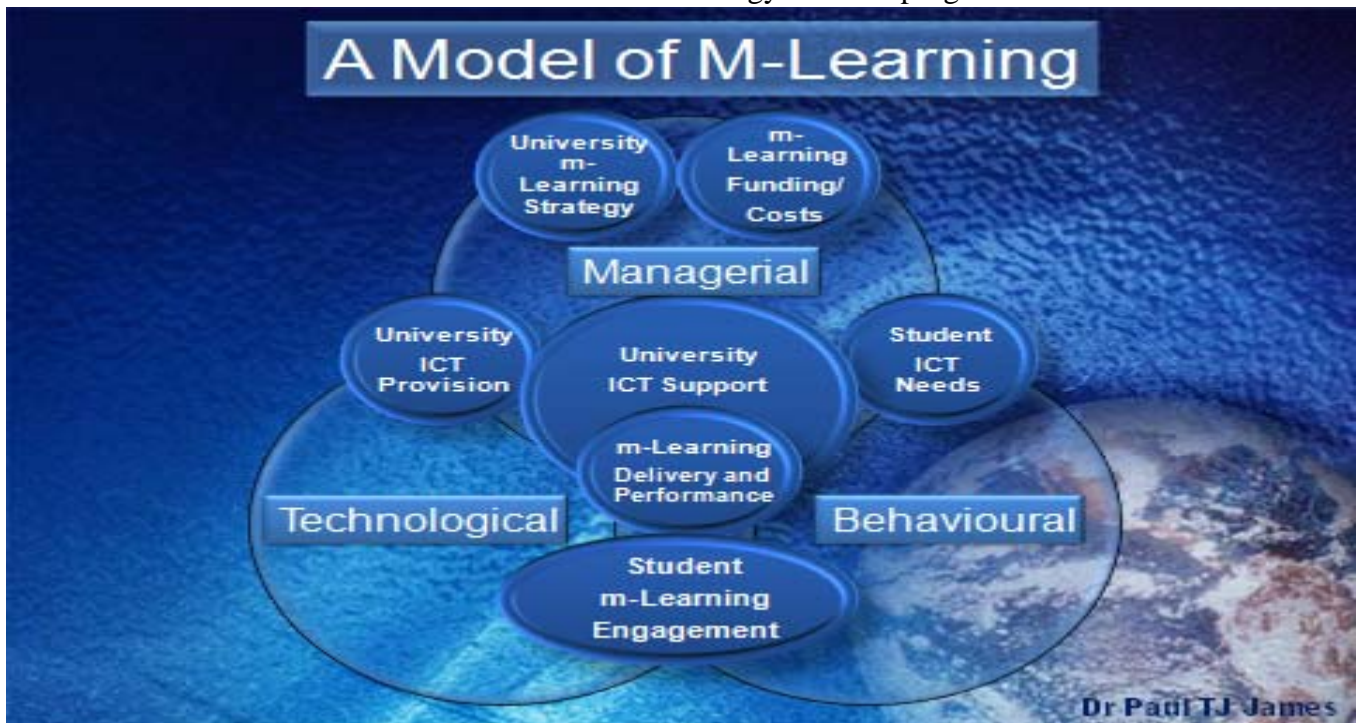 A Model of M-Learning
University
m-
Learning
Strategy
m-
Learning
Funding/
Costs
Managerial
University
ICT
Provision
University
ICT Support
Student
ICT
Needs
m-Learning
Delivery and
Performance
Technological
Behavioural
Student
m-Learning
Engagement
Dr Paul TJ James